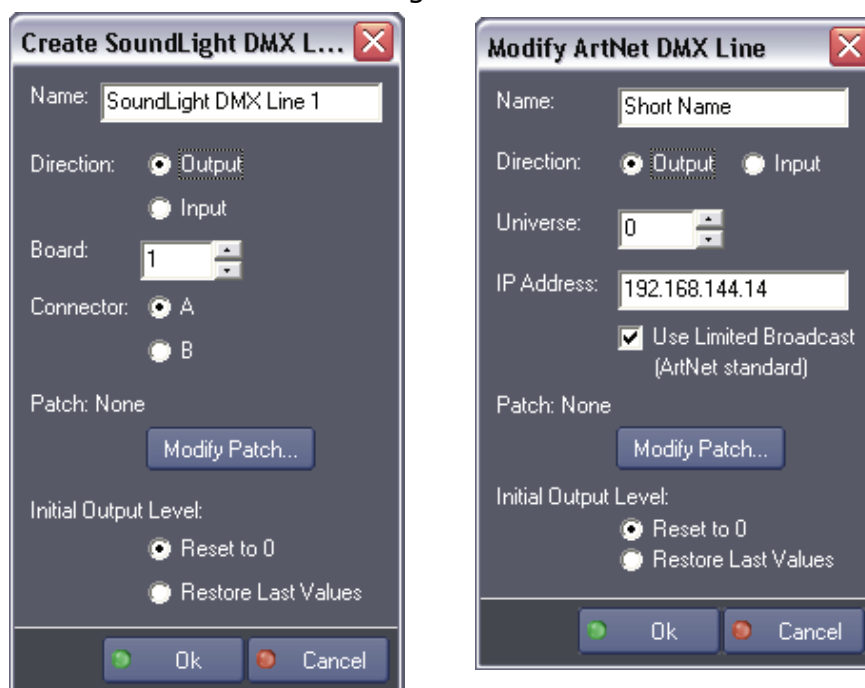 Create SoundLight DMX L...
Name: SoundLight DMX Line 1
Direction: Output
Input
Board: 1
Connector: A
B
Patch: None
Modify Patch...
Initial Output Level:
Reset to 0
Restore Last Values
Ok Cancel
Modify ArtNet DMX Line
Name: Short Name
Direction: Output Input
Universe: 0
IP Address: 192.168.144.14
Use Limited Broadcast
(ArtNet standard)
Patch: None
Modify Patch...
Initial Output Level:
Reset to 0
Restore Last Values
Ok Cancel